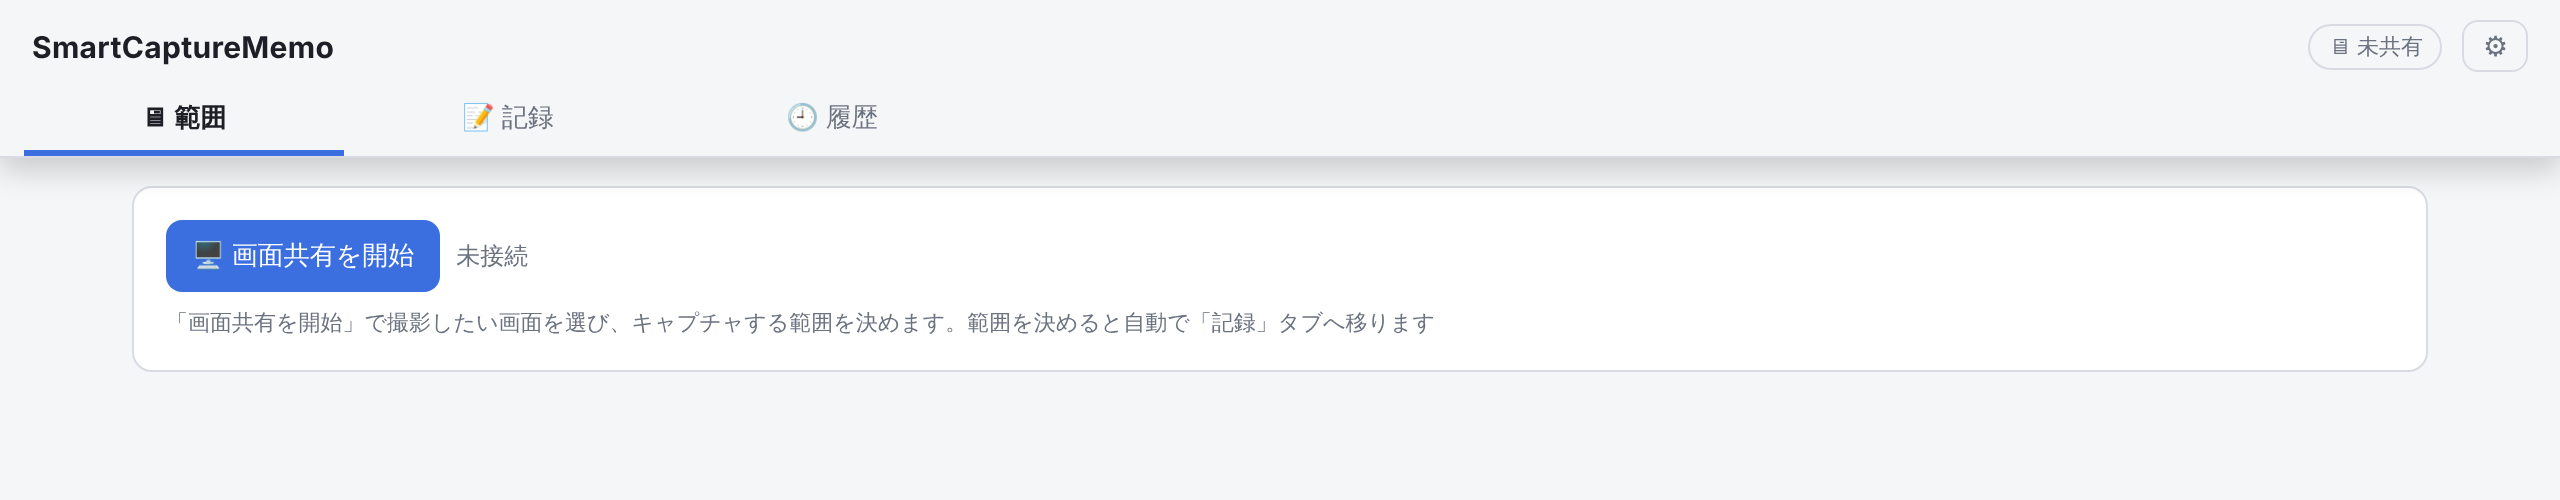 SmartCaptureMemo
🖥 未共有
⚙
🖥 範囲
📝 記録
🕘 履歴
🖥️ 画面共有を開始
未接続
「画面共有を開始」で撮影したい画面を選び、キャプチャする範囲を決めます。範囲を決めると自動で「記録」タブへ移ります